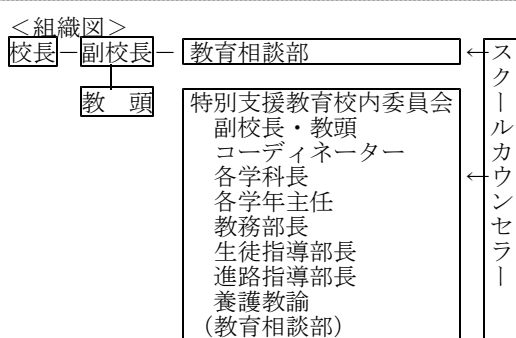 <組織図>
校長 副校長 教育相談部
教　頭
特別支援教育校内委員会
副校長・教頭
コーディネーター
各学科長
各学年主任
教務部長
生徒指導部長
進路指導部長
養護教諭
(教育相談部)
スクールカウンセラー